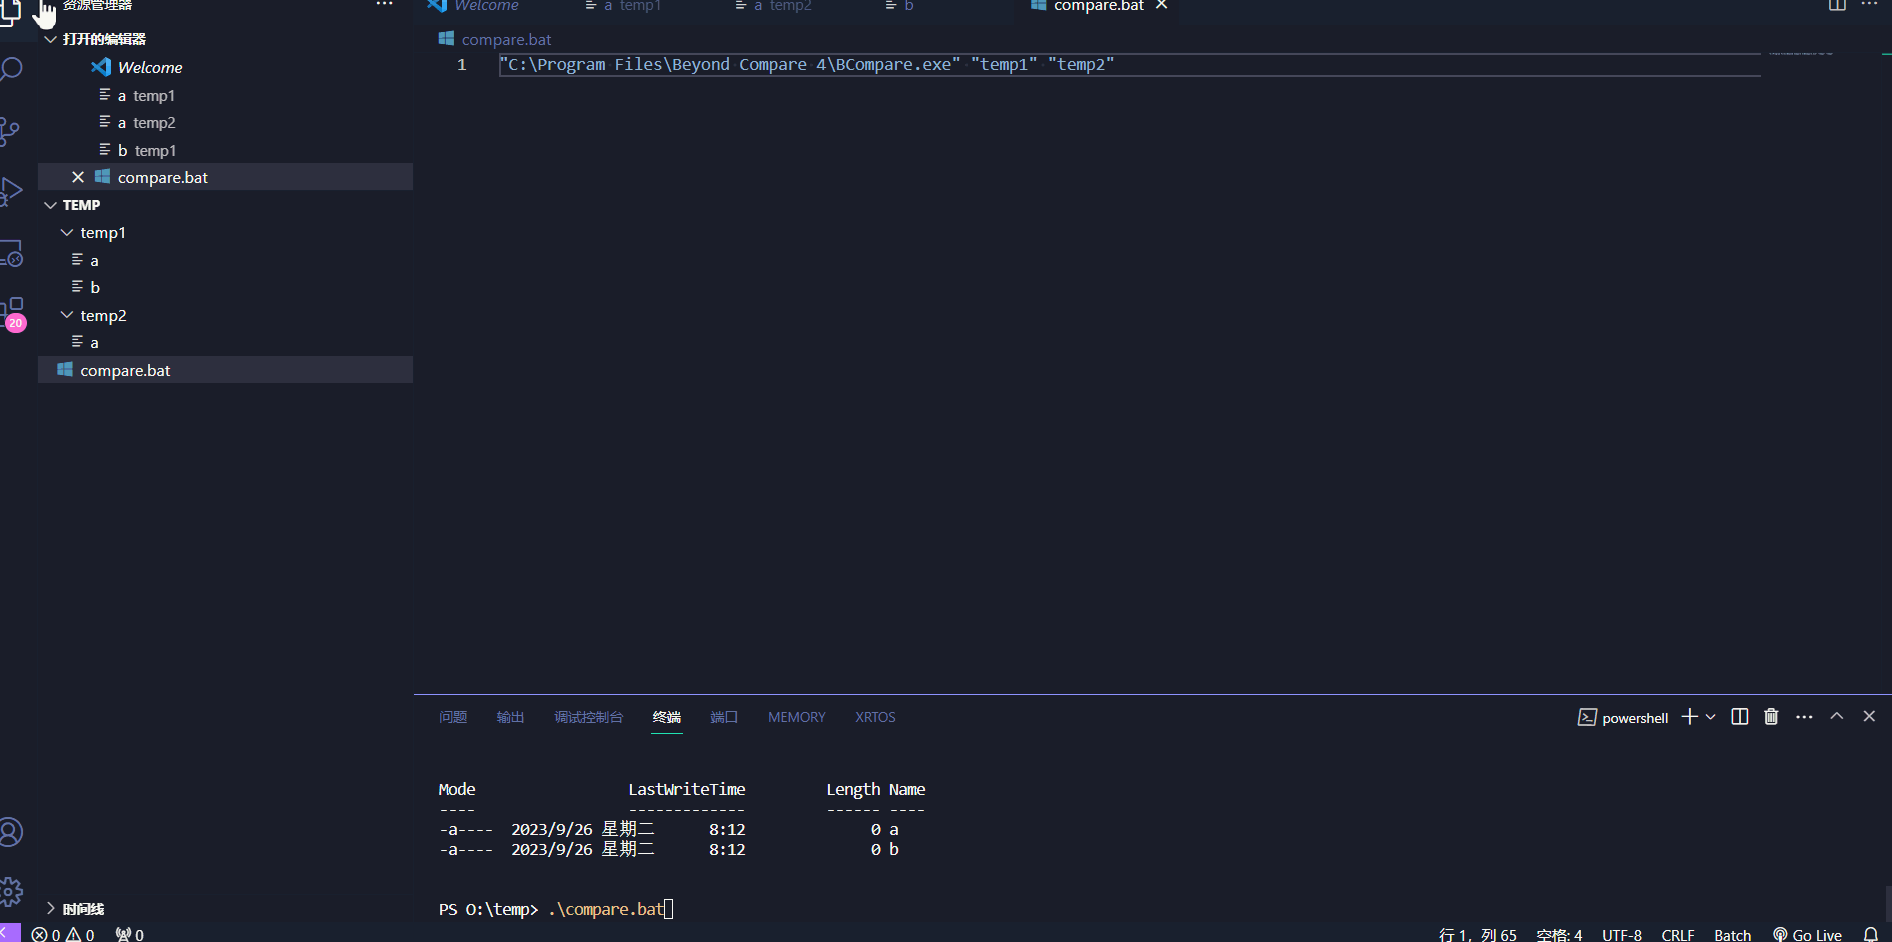 资源管理器 ···
打开的编辑器
Welcome
a temp1
a temp2
b temp1
compare.bat
TEMP
temp1
a
b
temp2
a
compare.bat
时间线
20
Welcome a temp1 a temp2 b compare.bat
compare.bat
1 "C:\Program Files\Beyond Compare 4\BCompare.exe" "temp1" "temp2"
问题 输出 调试控制台 终端 端口 MEMORY XRTOS powershell
Mode LastWriteTime Length Name
---- ------------- ------ ----
-a---- 2023/9/26 星期二 8:12 0 a
-a---- 2023/9/26 星期二 8:12 0 b
PS O:\temp> .\compare.bat
0 0 0 行 1，列 65 空格: 4 UTF-8 CRLF Batch Go Live